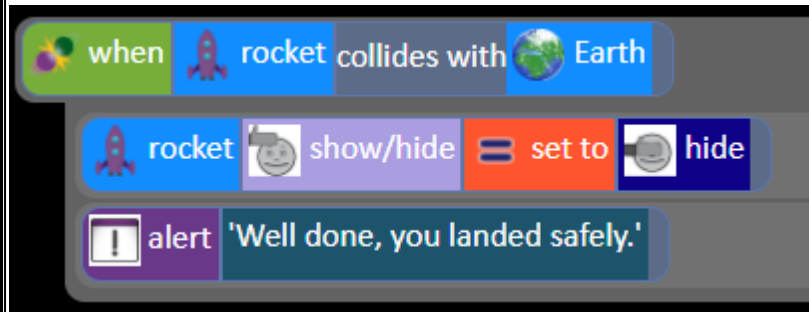 when rocket collides with Earth
rocket show/hide = set to hide
! alert 'Well done, you landed safely.'